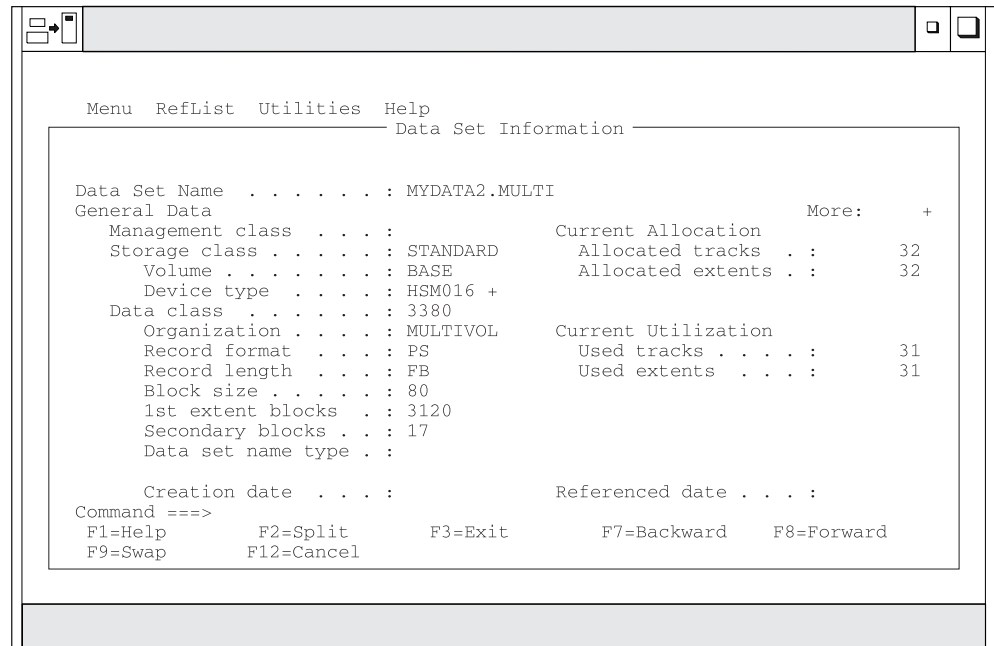 Menu RefList Utilities Help
Data Set Information
Data Set Name . . . . . . : MYDATA2.MULTI
General Data More: +
Management class . . . : Current Allocation
Storage class . . . . . : STANDARD Allocated tracks . : 32
Volume . . . . . . . : BASE Allocated extents . : 32
Device type . . . . : HSM016 +
Data class . . . . . . : 3380
Organization . . . . : MULTIVOL Current Utilization
Record format . . . : PS Used tracks . . . . : 31
Record length . . . : FB Used extents . . . : 31
Block size . . . . . : 80
1st extent blocks . : 3120
Secondary blocks . . : 17
Data set name type . :
Creation date . . . : Referenced date . . . :
Command ===>
F1=Help F2=Split F3=Exit F7=Backward F8=Forward
F9=Swap F12=Cancel